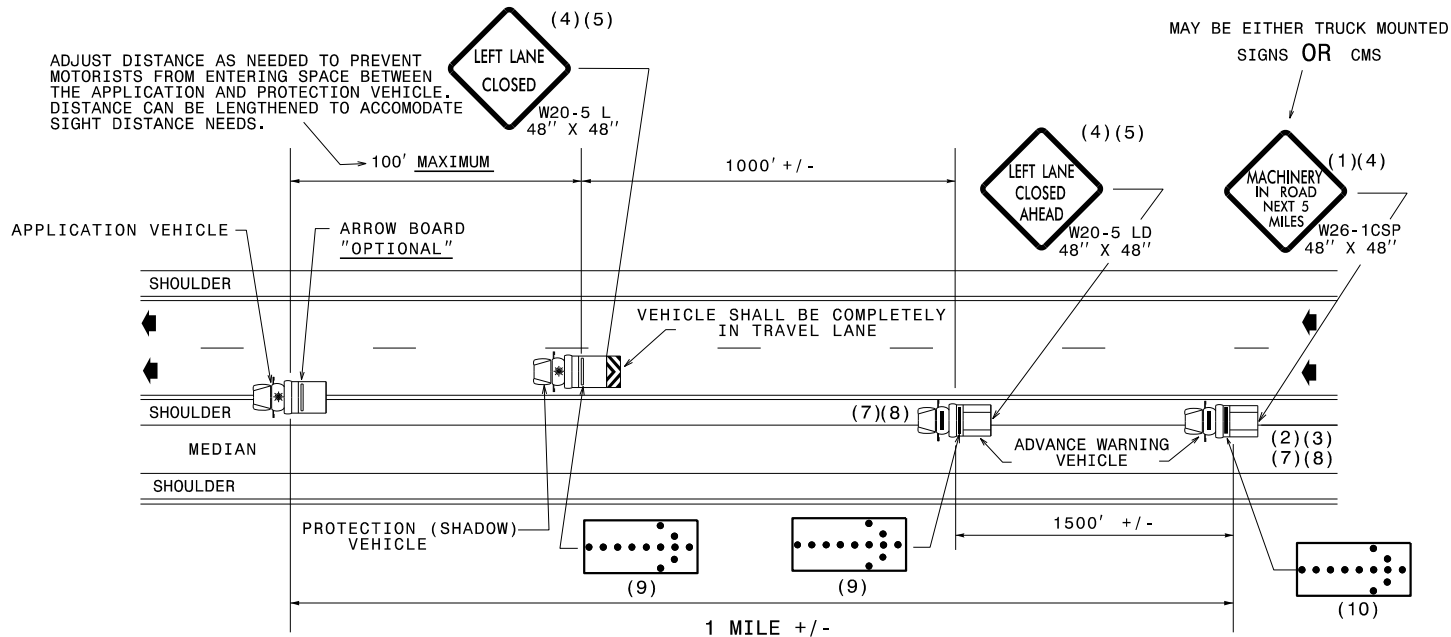 (4)(5)
MAY BE EITHER TRUCK MOUNTED
SIGNS OR CMS
ADJUST DISTANCE AS NEEDED TO PREVENT
MOTORISTS FROM ENTERING SPACE BETWEEN
THE APPLICATION AND PROTECTION VEHICLE.
DISTANCE CAN BE LENGTHENED TO ACCOMODATE
SIGHT DISTANCE NEEDS.
LEFT LANE
CLOSED
W20-5 L
48" X 48"
(4)(5)
LEFT LANE
CLOSED
AHEAD
W20-5 LD
48" X 48"
(1)(4)
MACHINERY
IN ROAD
NEXT 5
MILES
W26-1CSP
48" X 48"
100' MAXIMUM
1000' +/-
APPLICATION VEHICLE
ARROW BOARD
"OPTIONAL"
SHOULDER
VEHICLE SHALL BE COMPLETELY
IN TRAVEL LANE
SHOULDER
(7)(8)
MEDIAN
ADVANCE WARNING
VEHICLE
(2)(3)
(7)(8)
SHOULDER
PROTECTION (SHADOW)
VEHICLE
1500' +/-
(9)
(9)
(10)
1 MILE +/-